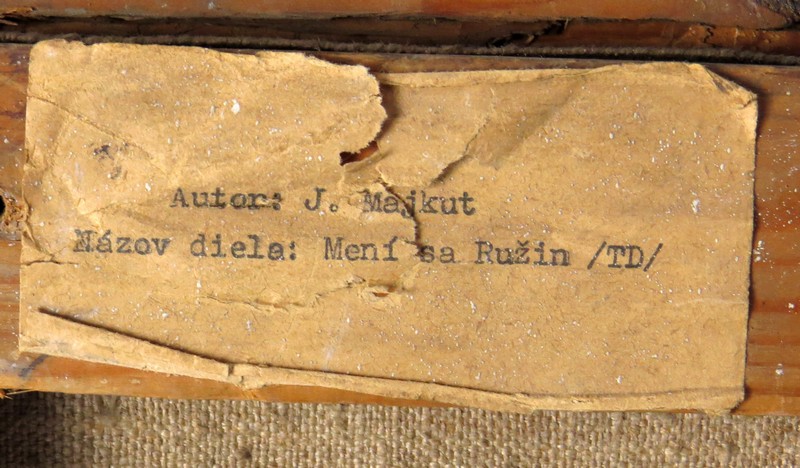 Autor: J. Majkut
Názov diela: Mení sa Ružin /TD/